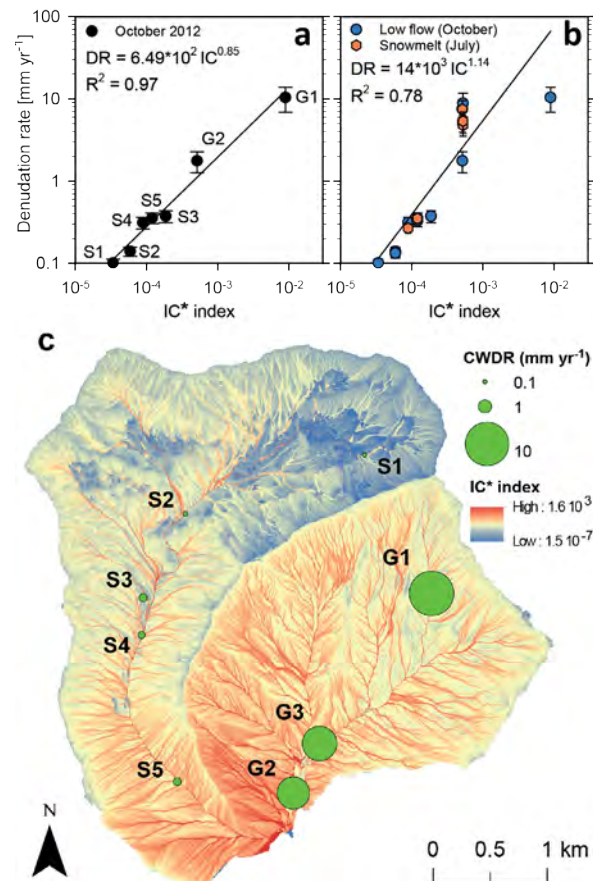 a
October 2012
DR = 6.49*10² IC^0.85
R² = 0.97
G1
G2
S5
S4
S3
S1
S2
Denudation rate [mm yr⁻¹]
100
10
1
0.1
10⁻⁵
10⁻⁴
10⁻³
10⁻²
IC* index
b
Low flow (October)
Snowmelt (July)
DR = 14*10³ IC^1.14
R² = 0.78
10⁻⁵
10⁻⁴
10⁻³
10⁻²
IC* index
c
CWDR (mm yr⁻¹)
0.1
1
10
IC* index
High : 1.6 10⁻³
Low : 1.5 10⁻⁷
S1
S2
G1
S3
S4
G3
G2
S5
N
0 0.5 1 km